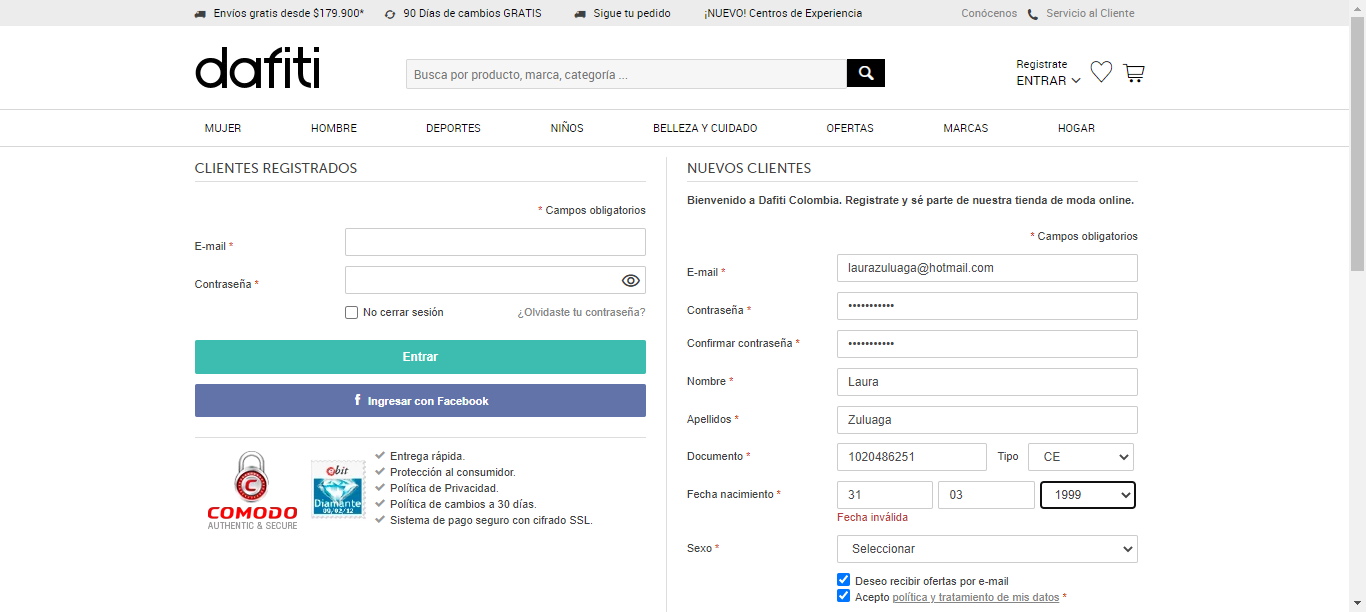 Envíos gratis desde $179.900* 90 Días de cambios GRATIS Sigue tu pedido ¡NUEVO! Centros de Experiencia Conócenos Servicio al Cliente
dafiti
Busca por producto, marca, categoría ...
Registrate
ENTRAR
MUJER HOMBRE DEPORTES NIÑOS BELLEZA Y CUIDADO OFERTAS MARCAS HOGAR
CLIENTES REGISTRADOS
* Campos obligatorios
E-mail *
Contraseña *
No cerrar sesión ¿Olvidaste tu contraseña?
Entrar
f Ingresar con Facebook
C
COMODO
AUTHENTIC & SECURE
ebit
Diamante
09/02/12
Entrega rápida.
Protección al consumidor.
Política de Privacidad.
Política de cambios a 30 días.
Sistema de pago seguro con cifrado SSL.
NUEVOS CLIENTES
Bienvenido a Dafiti Colombia. Registrate y sé parte de nuestra tienda de moda online.
* Campos obligatorios
E-mail * laurazuluaga@hotmail.com
Contraseña * •••••••••••
Confirmar contraseña * •••••••••••
Nombre * Laura
Apellidos * Zuluaga
Documento * 1020486251 Tipo CE
Fecha nacimiento * 31 03 1999
Fecha inválida
Sexo * Seleccionar
Deseo recibir ofertas por e-mail
Acepto política y tratamiento de mis datos *